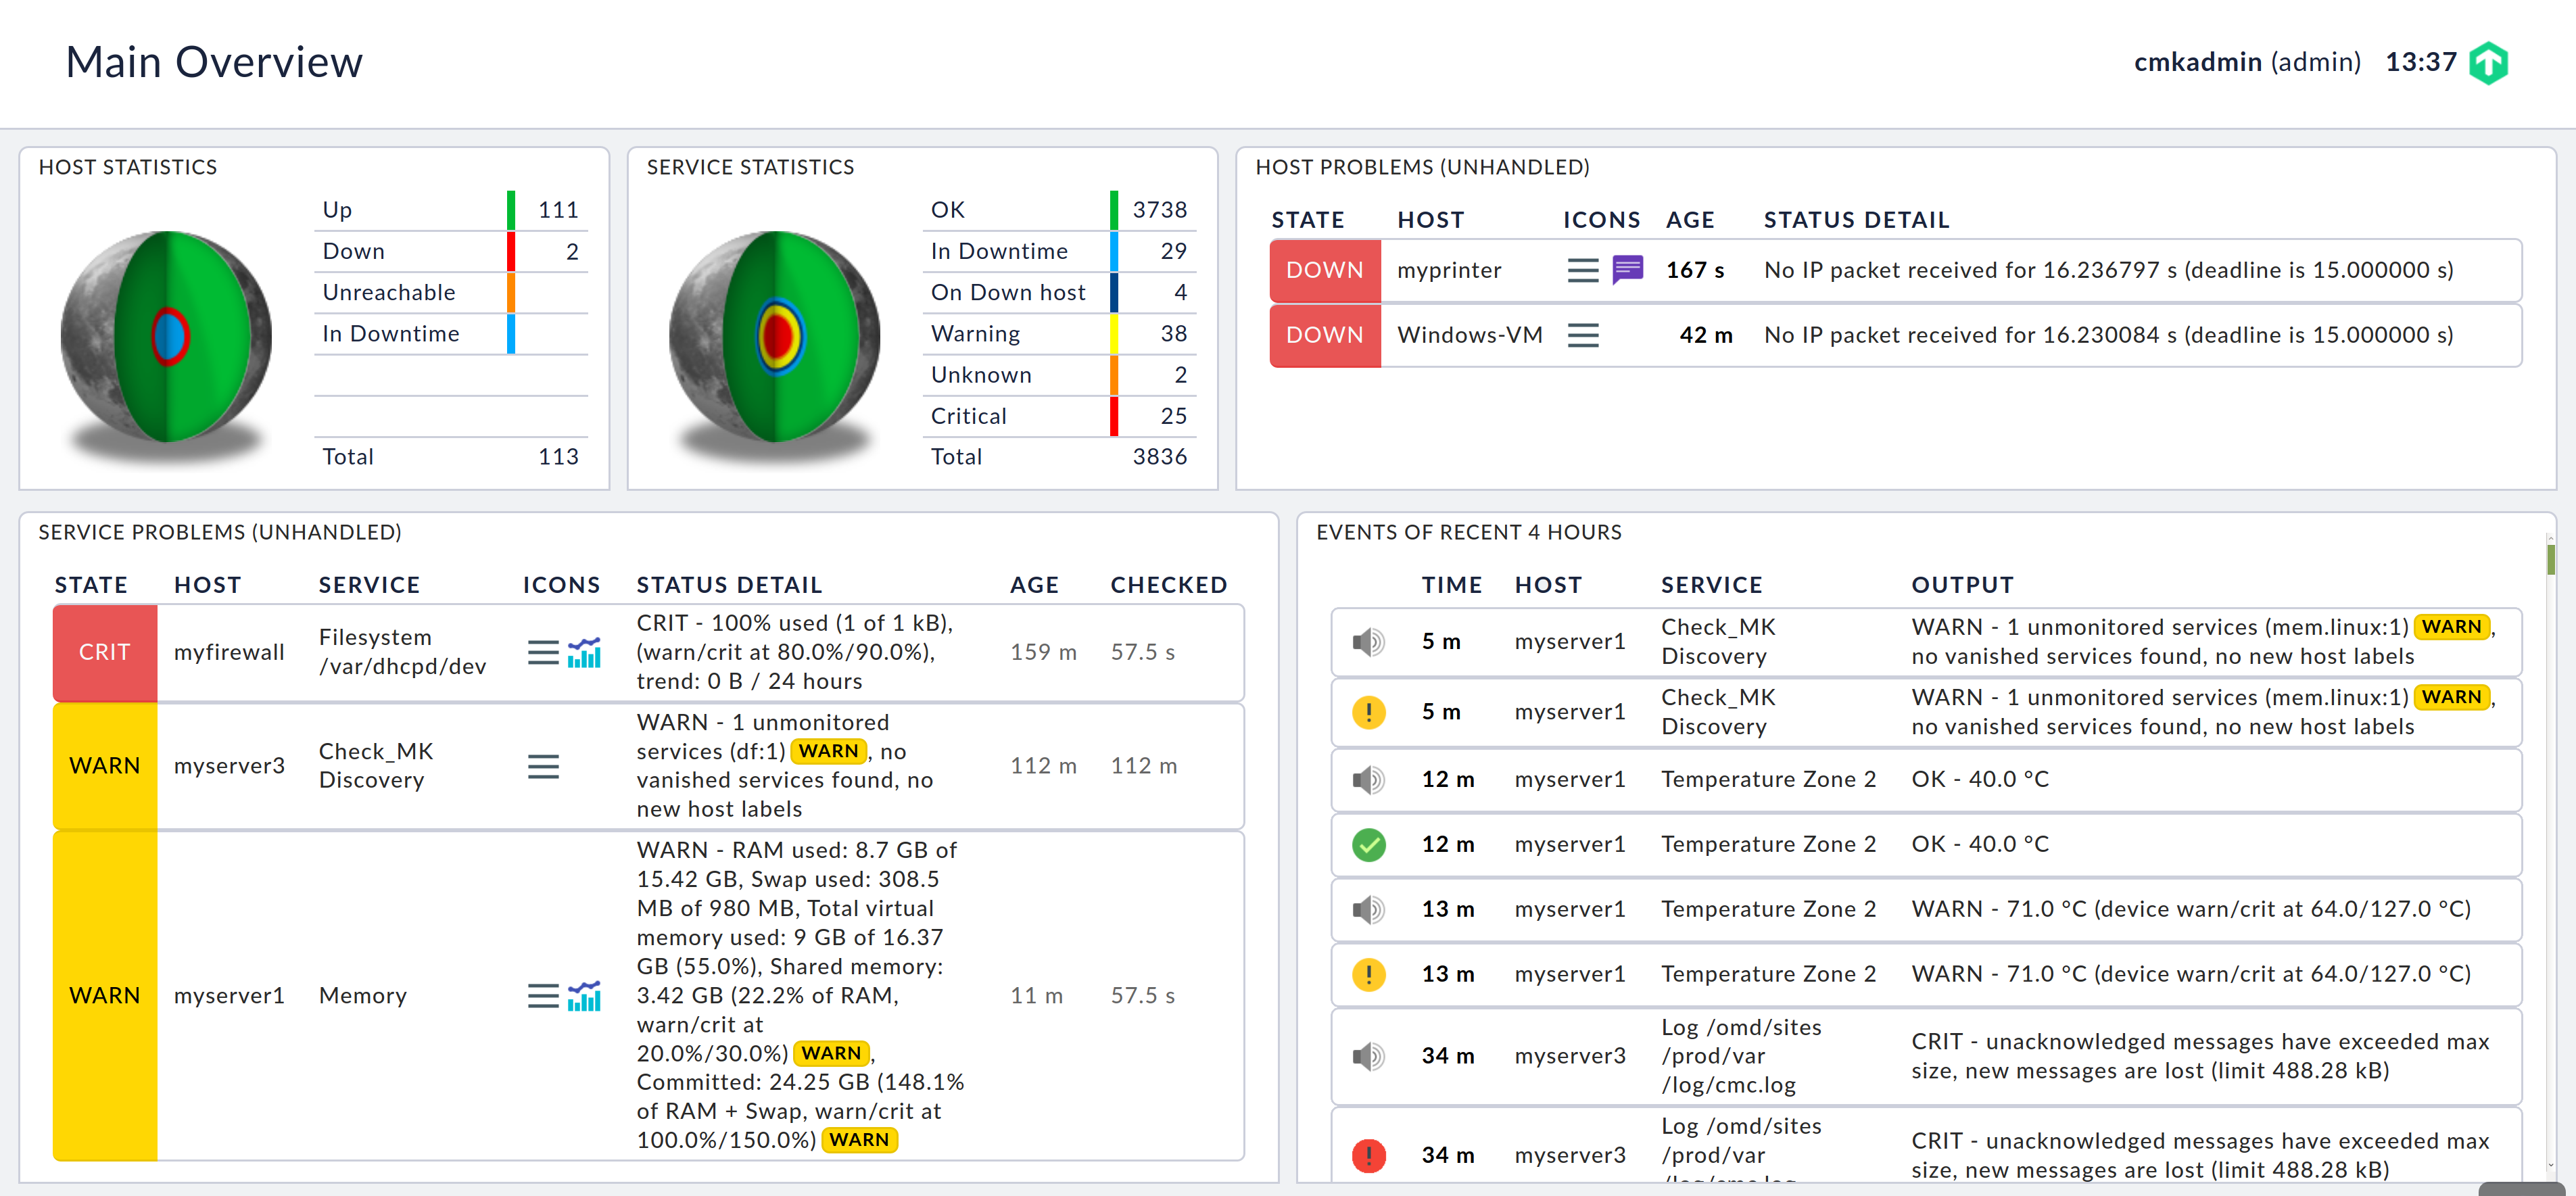 Main Overview
cmkadmin (admin) 13:37
HOST STATISTICS
Up 111
Down 2
Unreachable
In Downtime
Total 113
SERVICE STATISTICS
OK 3738
In Downtime 29
On Down host 4
Warning 38
Unknown 2
Critical 25
Total 3836
HOST PROBLEMS (UNHANDLED)
STATE HOST ICONS AGE STATUS DETAIL
DOWN myprinter 167 s No IP packet received for 16.236797 s (deadline is 15.000000 s)
DOWN Windows-VM 42 m No IP packet received for 16.230084 s (deadline is 15.000000 s)
SERVICE PROBLEMS (UNHANDLED)
STATE HOST SERVICE ICONS STATUS DETAIL AGE CHECKED
CRIT myfirewall
Filesystem
/var/dhcpd/dev
CRIT - 100% used (1 of 1 kB),
(warn/crit at 80.0%/90.0%),
trend: 0 B / 24 hours
159 m 57.5 s
WARN myserver3
Check_MK
Discovery
WARN - 1 unmonitored
services (df:1) WARN, no
vanished services found, no
new host labels
112 m 112 m
WARN myserver1 Memory
WARN - RAM used: 8.7 GB of
15.42 GB, Swap used: 308.5
MB of 980 MB, Total virtual
memory used: 9 GB of 16.37
GB (55.0%), Shared memory:
3.42 GB (22.2% of RAM,
warn/crit at
20.0%/30.0%) WARN,
Committed: 24.25 GB (148.1%
of RAM + Swap, warn/crit at
100.0%/150.0%) WARN
11 m 57.5 s
EVENTS OF RECENT 4 HOURS
TIME HOST SERVICE OUTPUT
5 m myserver1
Check_MK
Discovery
WARN - 1 unmonitored services (mem.linux:1) WARN,
no vanished services found, no new host labels
5 m myserver1
Check_MK
Discovery
WARN - 1 unmonitored services (mem.linux:1) WARN,
no vanished services found, no new host labels
12 m myserver1 Temperature Zone 2 OK - 40.0 °C
12 m myserver1 Temperature Zone 2 OK - 40.0 °C
13 m myserver1 Temperature Zone 2 WARN - 71.0 °C (device warn/crit at 64.0/127.0 °C)
13 m myserver1 Temperature Zone 2 WARN - 71.0 °C (device warn/crit at 64.0/127.0 °C)
34 m myserver3
Log /omd/sites
/prod/var
/log/cmc.log
CRIT - unacknowledged messages have exceeded max
size, new messages are lost (limit 488.28 kB)
34 m myserver3
Log /omd/sites
/prod/var
CRIT - unacknowledged messages have exceeded max
size, new messages are lost (limit 488.28 kB)